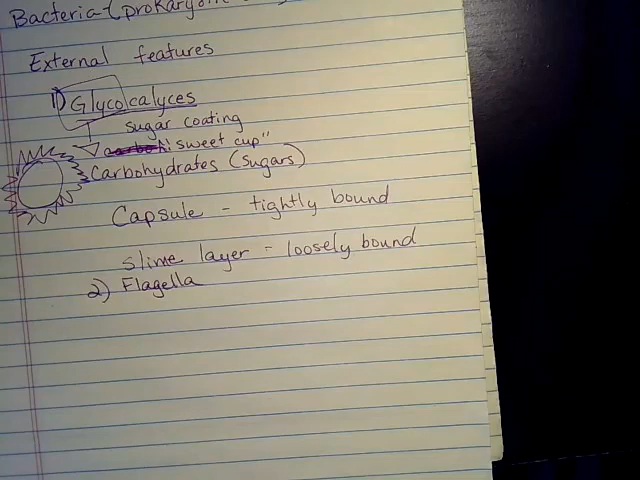 Bacteria - (prokaryotic
External features
1) Glycocalyces
sugar coating
sweet cup"
Carbohydrates (sugars)
Capsule - tightly bound
slime layer - loosely bound
2) Flagella